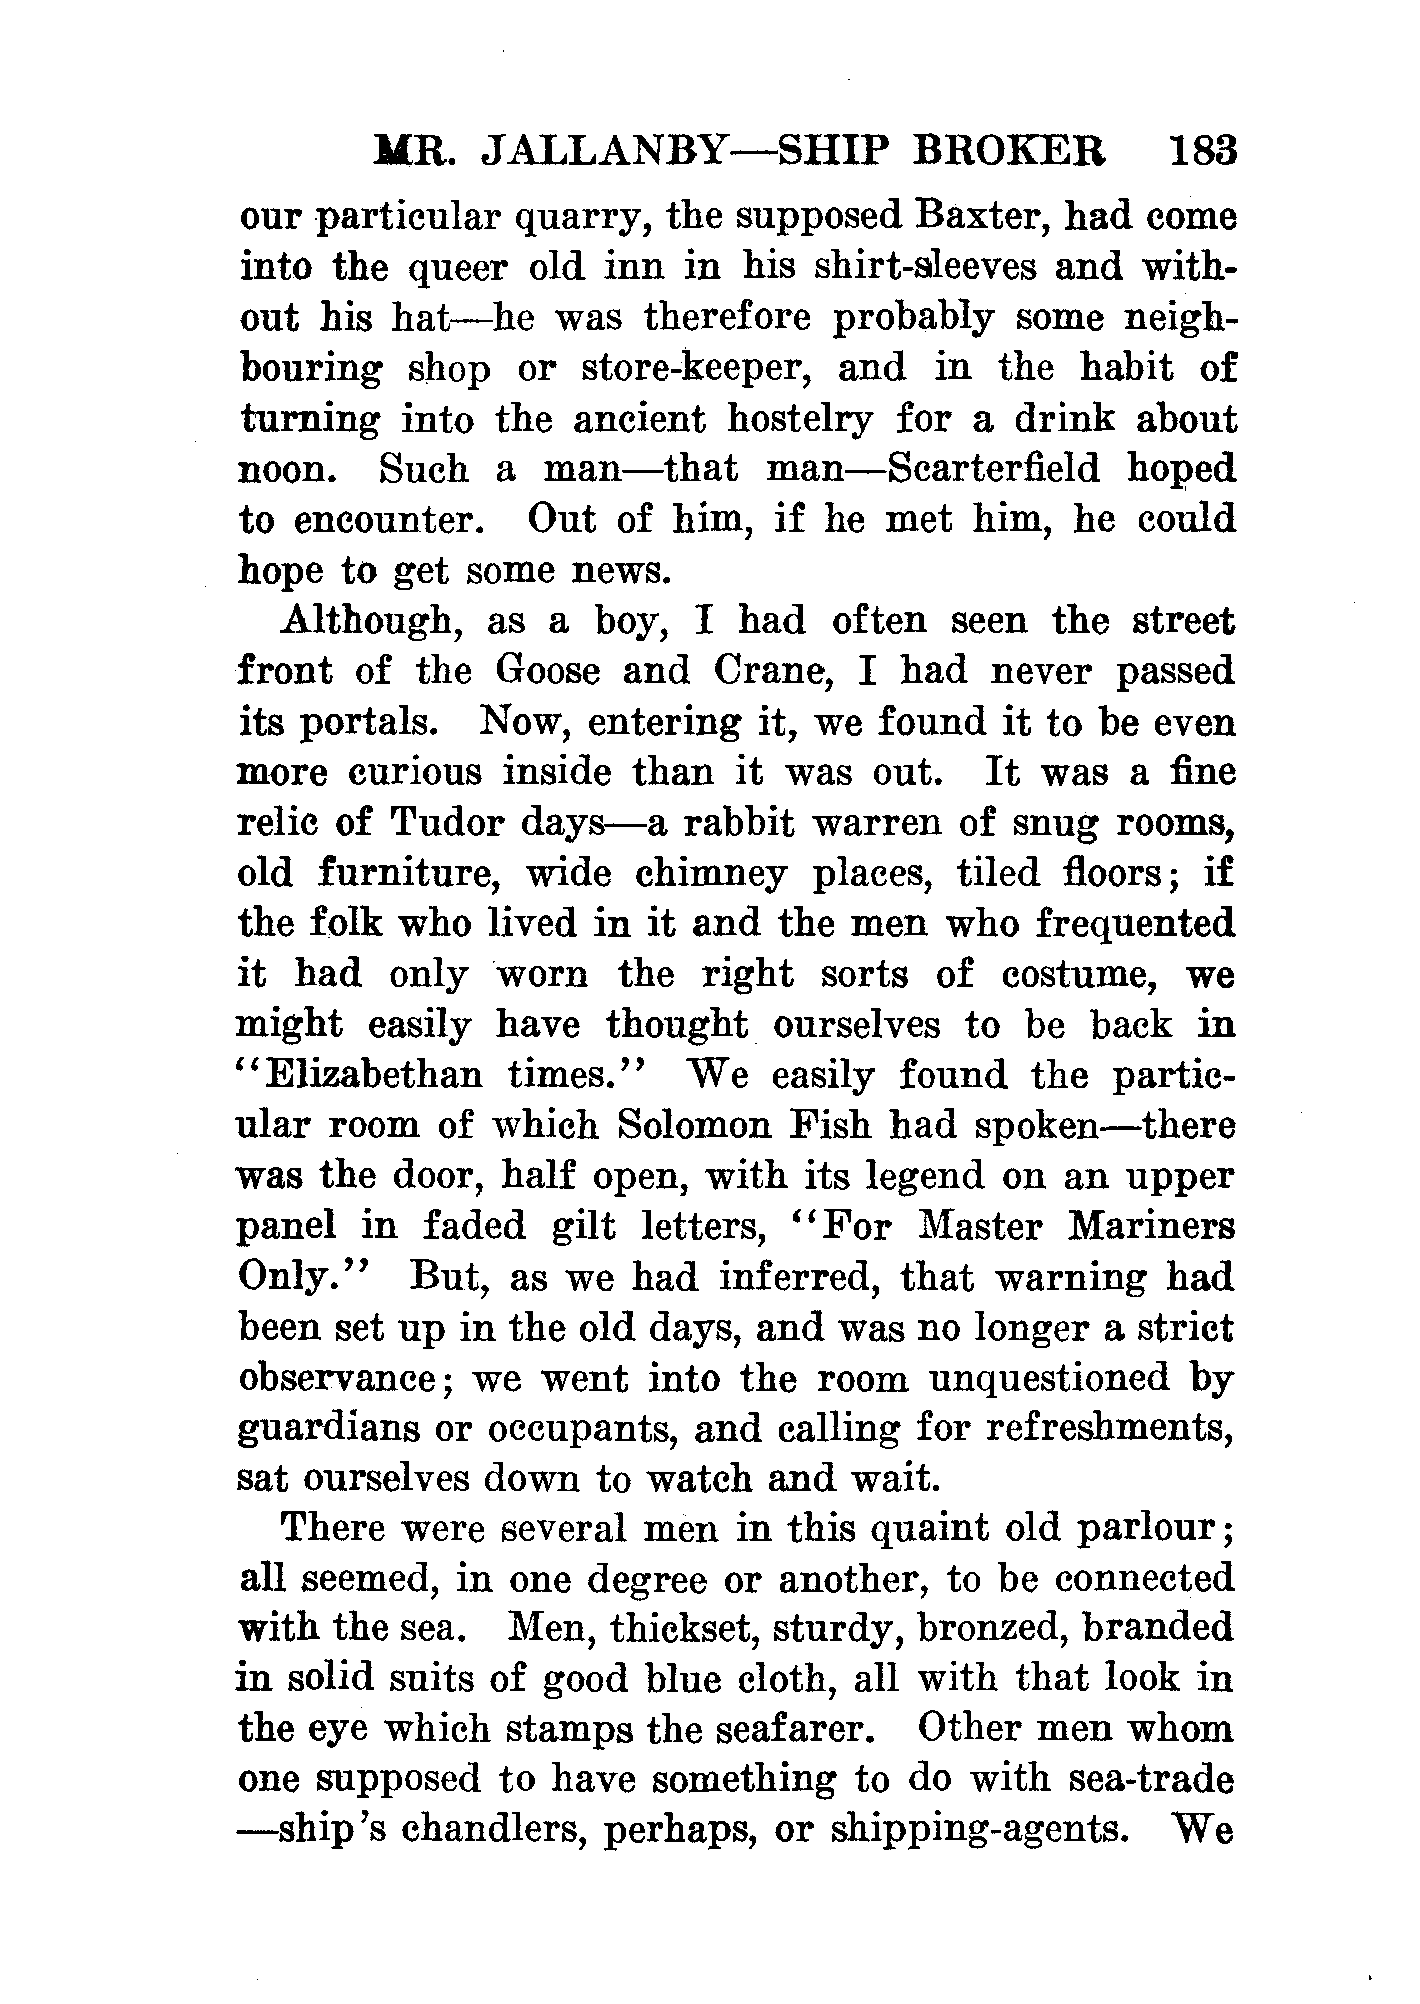 MR. JALLANBY—SHIP BROKER 183
our particular quarry, the supposed Baxter, had come
into the queer old inn in his shirt-sleeves and with-
out his hat—he was therefore probably some neigh-
bouring shop or store-keeper, and in the habit of
turning into the ancient hostelry for a drink about
noon. Such a man—that man—Scarterfield hoped
to encounter. Out of him, if he met him, he could
hope to get some news.
Although, as a boy, I had often seen the street
front of the Goose and Crane, I had never passed
its portals. Now, entering it, we found it to be even
more curious inside than it was out. It was a fine
relic of Tudor days—a rabbit warren of snug rooms,
old furniture, wide chimney places, tiled floors; if
the folk who lived in it and the men who frequented
it had only worn the right sorts of costume, we
might easily have thought ourselves to be back in
"Elizabethan times." We easily found the partic-
ular room of which Solomon Fish had spoken—there
was the door, half open, with its legend on an upper
panel in faded gilt letters, "For Master Mariners
Only." But, as we had inferred, that warning had
been set up in the old days, and was no longer a strict
observance; we went into the room unquestioned by
guardians or occupants, and calling for refreshments,
sat ourselves down to watch and wait.
There were several men in this quaint old parlour;
all seemed, in one degree or another, to be connected
with the sea. Men, thickset, sturdy, bronzed, branded
in solid suits of good blue cloth, all with that look in
the eye which stamps the seafarer. Other men whom
one supposed to have something to do with sea-trade
—ship's chandlers, perhaps, or shipping-agents. We